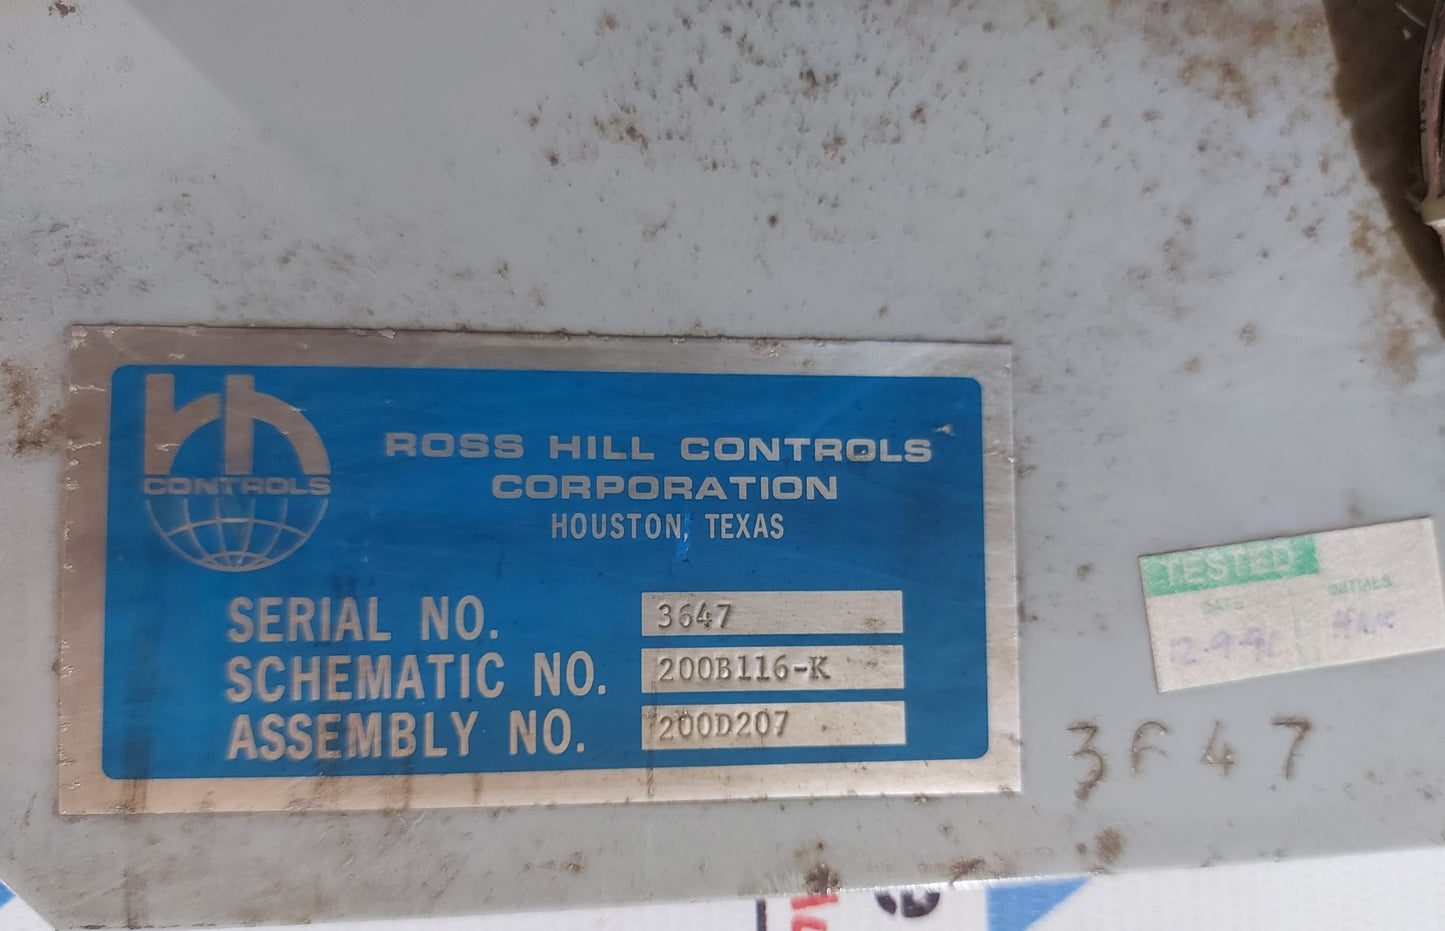 rh
CONTROLS
ROSS HILL CONTROLS
CORPORATION
HOUSTON, TEXAS
SERIAL NO. 3647
SCHEMATIC NO. 200B116-K
ASSEMBLY NO. 200D207
TESTED
DATE INITIALS
3647